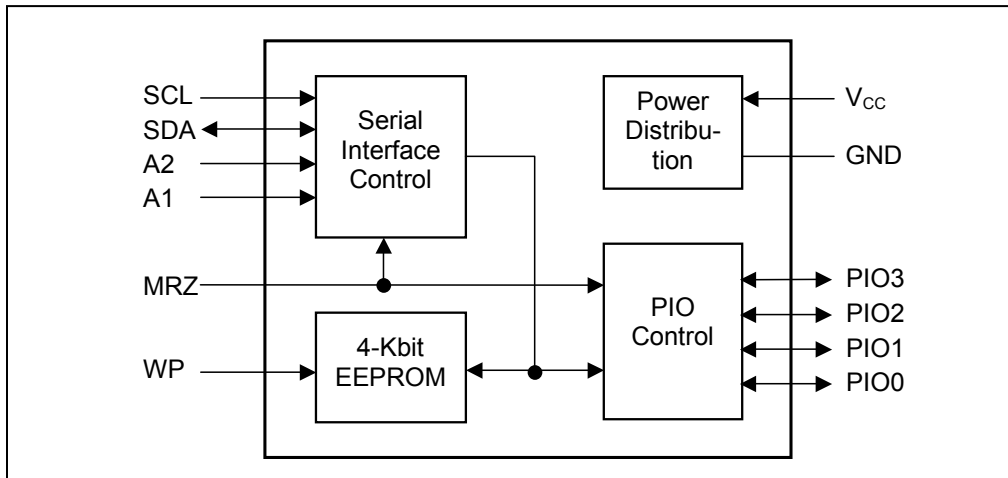 SCL
SDA
A2
A1
MRZ
WP
Serial
Interface
Control
4-Kbit
EEPROM
Power
Distribu-
tion
PIO
Control
VCC
GND
PIO3
PIO2
PIO1
PIO0